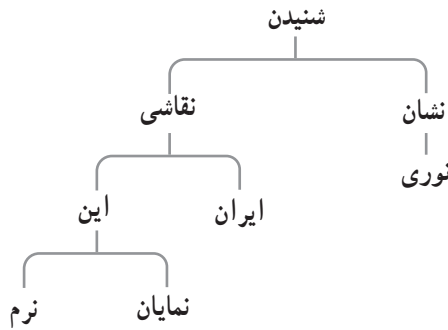 شنیدن
نشان
نقاشی
نوری
ایران
این
نمایان
نرم